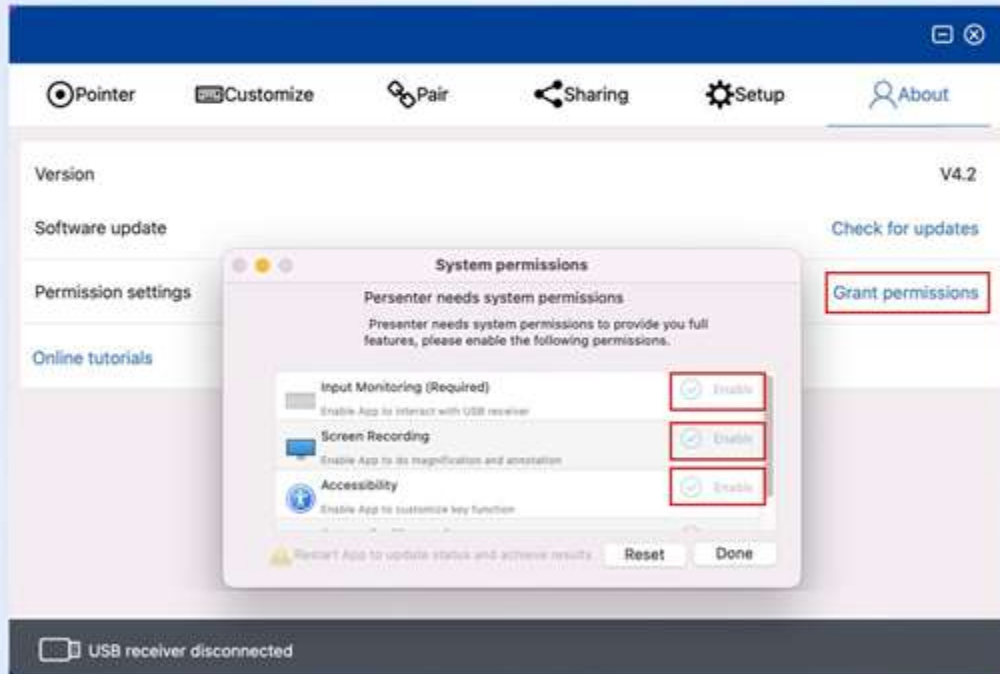 Pointer Customize Pair Sharing Setup About
Version V4.2
Software update Check for updates
System permissions
Permission settings Grant permissions
Persenter needs system permissions
Presenter needs system permissions to provide you full
features, please enable the following permissions.
Online tutorials
Input Monitoring (Required) Enable
Enable App to interact with USB receiver
Screen Recording Enable
Enable App to do magnification and annotation
Accessibility Enable
Enable App to customize key function
Restart App to update status and achieve results Reset Done
USB receiver disconnected